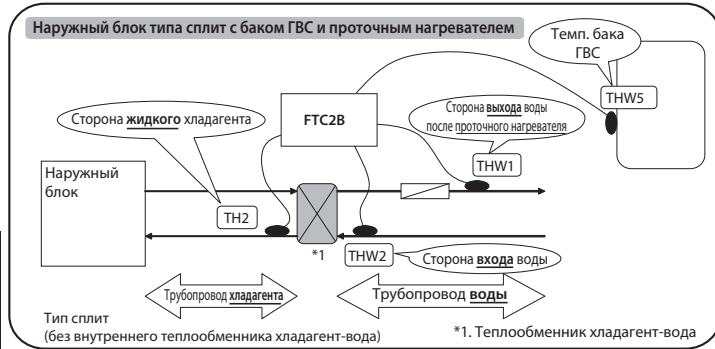 Наружный блок типа сплит с баком ГВС и проточным нагревателем
Темп. бака
ГВС
THW5
Сторона жидкого хладагента
FTC2B
Сторона выхода воды
после проточного нагревателя
THW1
Наружный
блок
TH2
*1
THW2
Сторона входа воды
Трубопровод хладагента
Трубопровод воды
Тип сплит
(без внутреннего теплообменника хладагент-вода)
*1. Теплообменник хладагент-вода